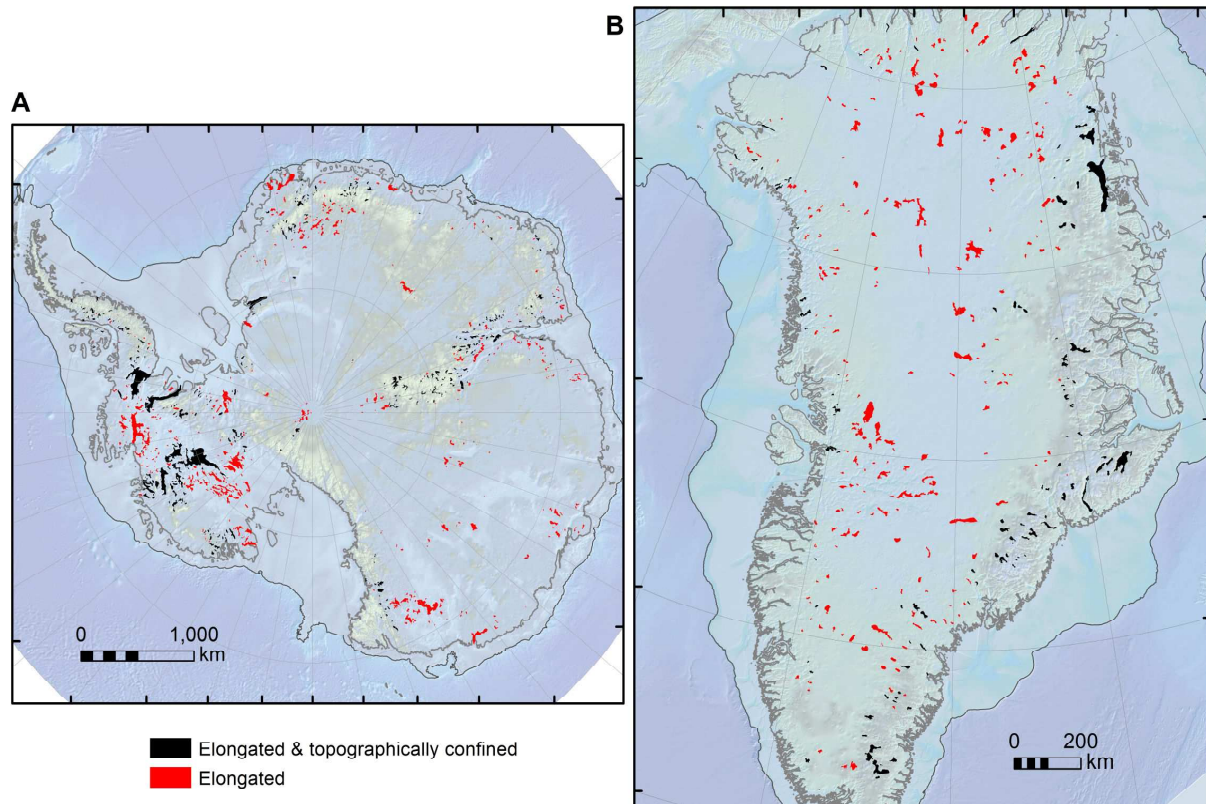 A
B
0 1,000
km
0 200
km
Elongated & topographically confined
Elongated